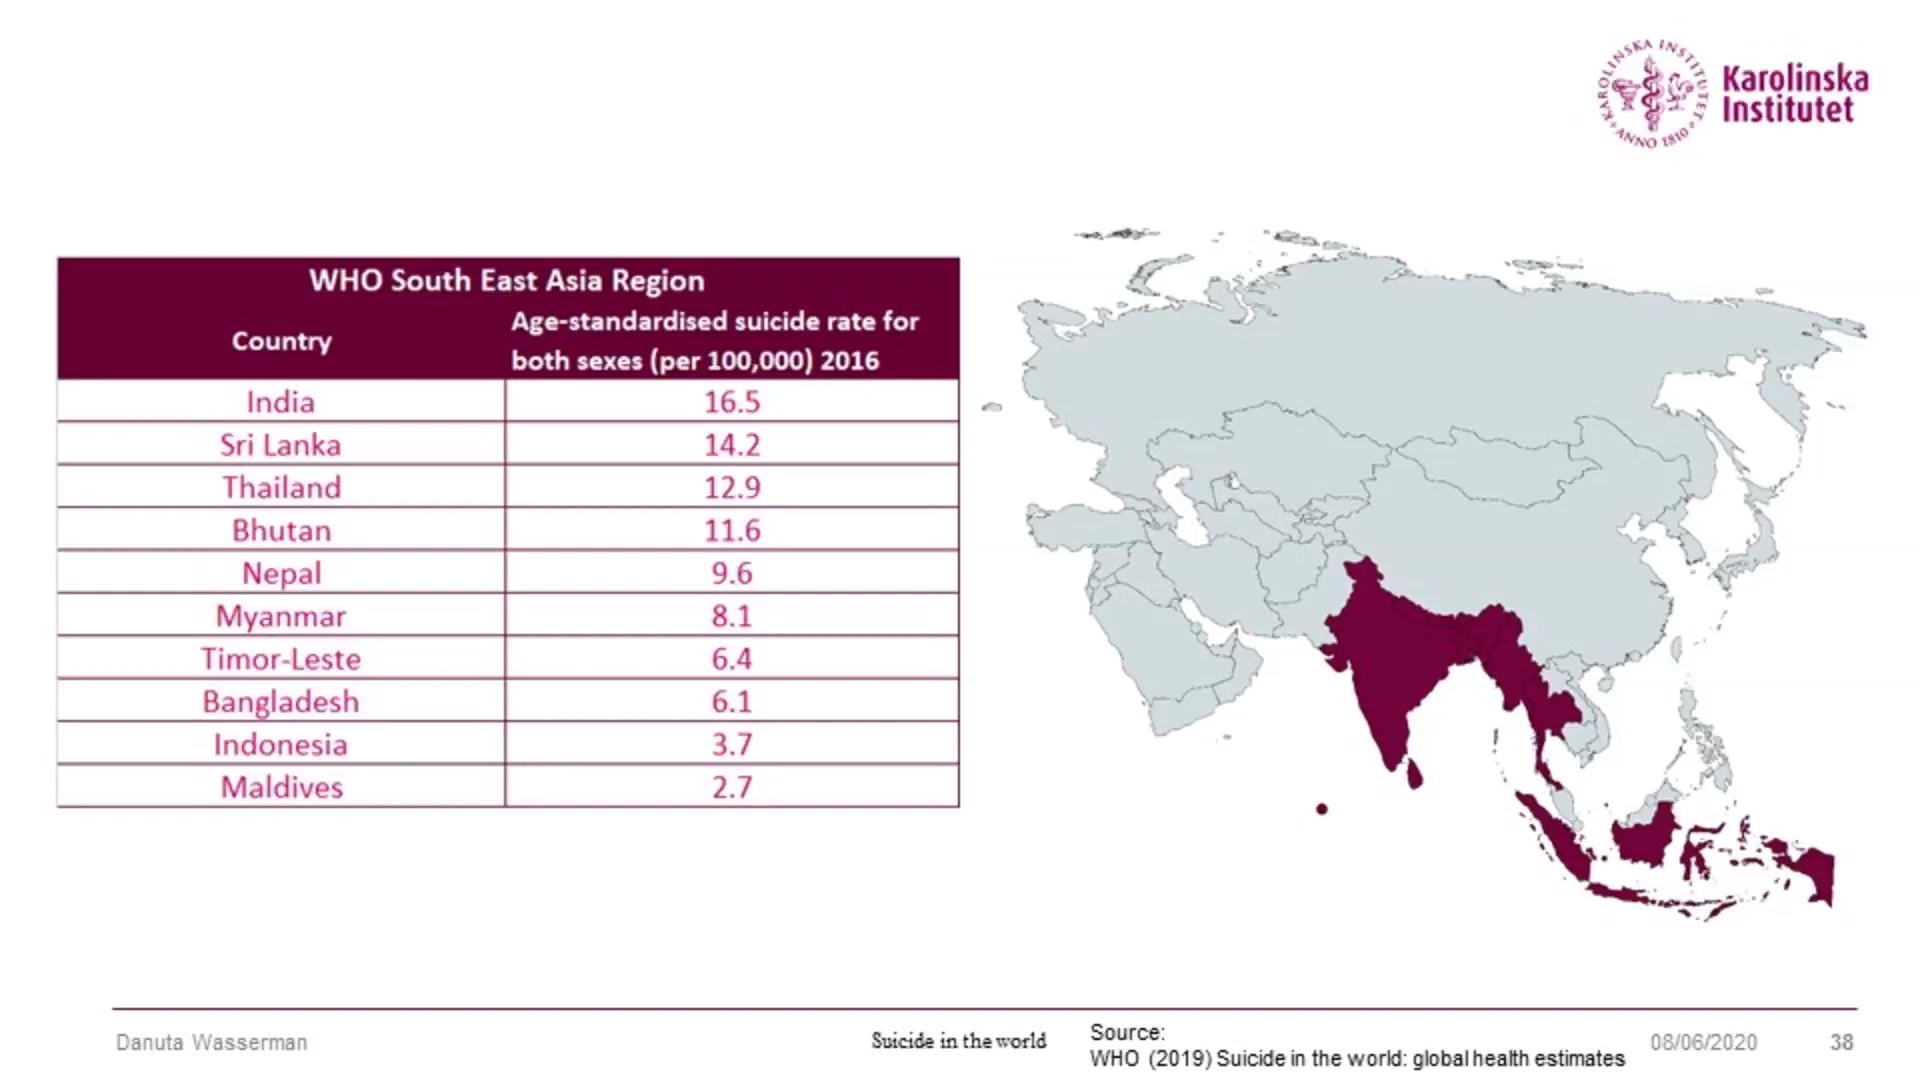 KAROLINSKA INSTITUTET
ANNO 1810
Karolinska
Institutet
WHO South East Asia Region
Country
Age-standardised suicide rate for
both sexes (per 100,000) 2016
India 16.5
Sri Lanka 14.2
Thailand 12.9
Bhutan 11.6
Nepal 9.6
Myanmar 8.1
Timor-Leste 6.4
Bangladesh 6.1
Indonesia 3.7
Maldives 2.7
Danuta Wasserman
Suicide in the world
Source:
WHO (2019) Suicide in the world: global health estimates
08/06/2020
38